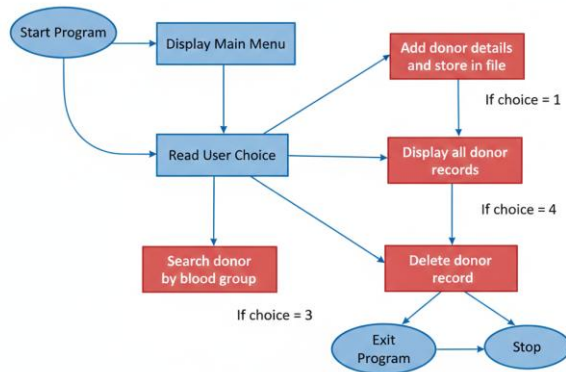 Start Program
Display Main Menu
Add donor details
and store in file
If choice = 1
Read User Choice
Display all donor
records
If choice = 4
Search donor
by blood group
Delete donor
record
If choice = 3
Exit
Program
Stop